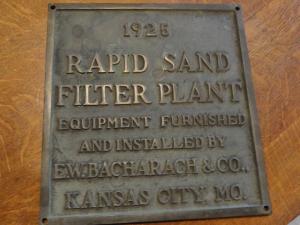 1925
RAPID SAND
FILTER PLANT
EQUIPMENT FURNISHED
AND INSTALLED BY
E.W. BACHARACH & CO.,
KANSAS CITY, MO.